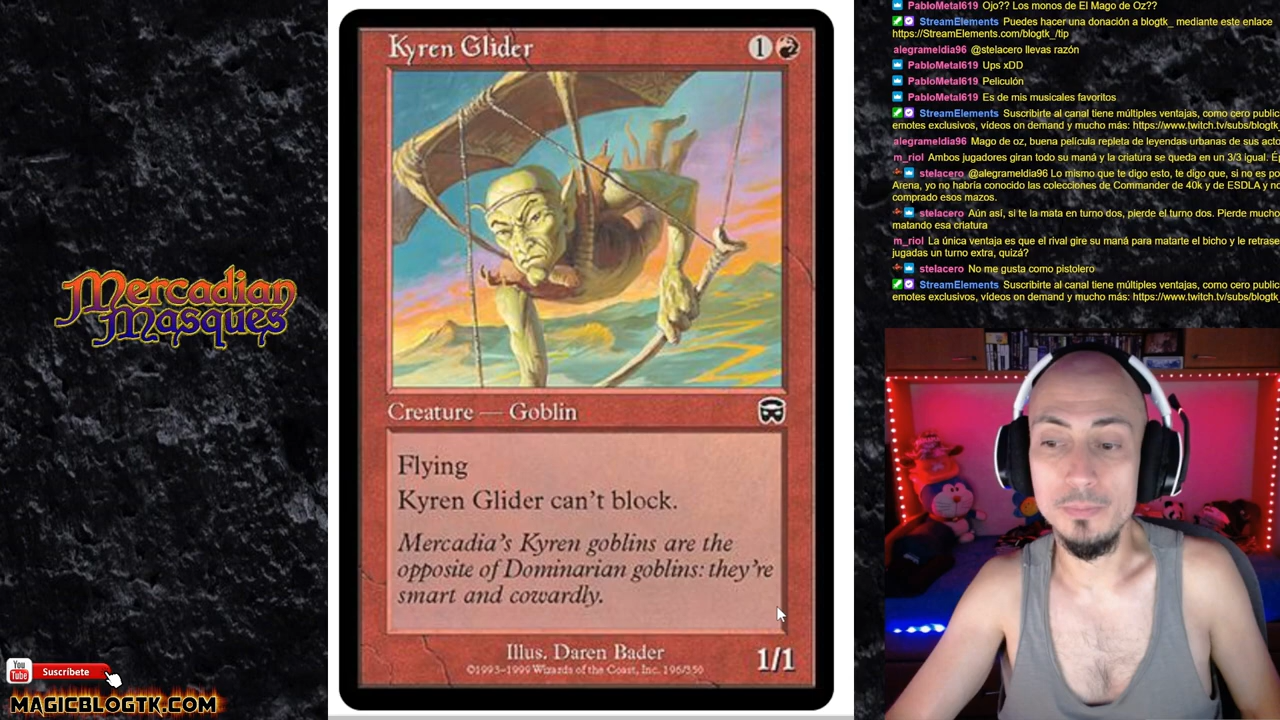 Mercadian
Masques
You
Tube
Suscríbete
MAGICBLOGTK.COM
Kyren Glider
1
Creature — Goblin
Flying
Kyren Glider can't block.
Mercadia's Kyren goblins are the
opposite of Dominarian goblins: they're
smart and cowardly.
Illus. Daren Bader
©1993-1999 Wizards of the Coast, Inc. 196/350
1/1
PabloMetal619 Ojo?? Los monos de El Mago de Oz??
StreamElements Puedes hacer una donación a blogtk_ mediante este enlace
https://StreamElements.com/blogtk_/tip
alegrameldia96 @stelacero llevas razón
PabloMetal619 Ups xDD
PabloMetal619 Peliculón
PabloMetal619 Es de mis musicales favoritos
StreamElements Suscribirte al canal tiene múltiples ventajas, como cero public
emotes exclusivos, vídeos on demand y mucho más: https://www.twitch.tv/subs/blogtk
alegrameldia96 Mago de oz, buena película repleta de leyendas urbanas de sus acto
m_riol Ambos jugadores giran todo su maná y la criatura se queda en un 3/3 igual. Ép
stelacero @alegrameldia96 Lo mismo que te digo esto, te digo que, si no es po
Arena, yo no habría conocido las colecciones de Commander de 40k y de ESDLA y no
comprado esos mazos.
stelacero Aún así, si te la mata en turno dos, pierde el turno dos. Pierde mucho
matando esa criatura
m_riol La única ventaja es que el rival gire su maná para matarte el bicho y le retrase
jugadas un turno extra, quizá?
stelacero No me gusta como pistolero
StreamElements Suscribirte al canal tiene múltiples ventajas, como cero public
emotes exclusivos, vídeos on demand y mucho más: https://www.twitch.tv/subs/blogtk